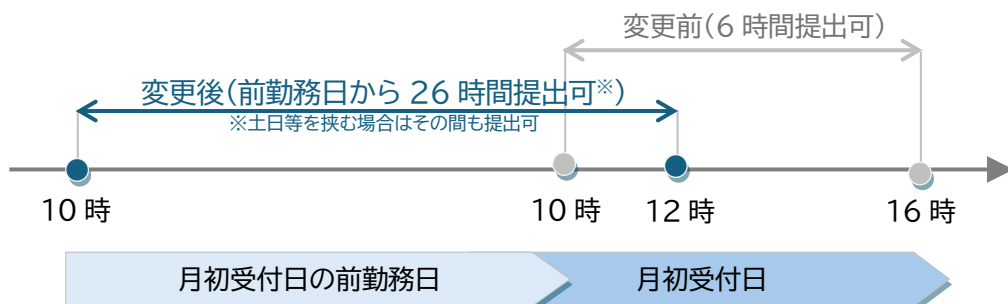 変更前(6 時間提出可)
変更後(前勤務日から 26 時間提出可※)
※土日等を挟む場合はその間も提出可
10 時 10 時 12 時 16 時
月初受付日の前勤務日 月初受付日